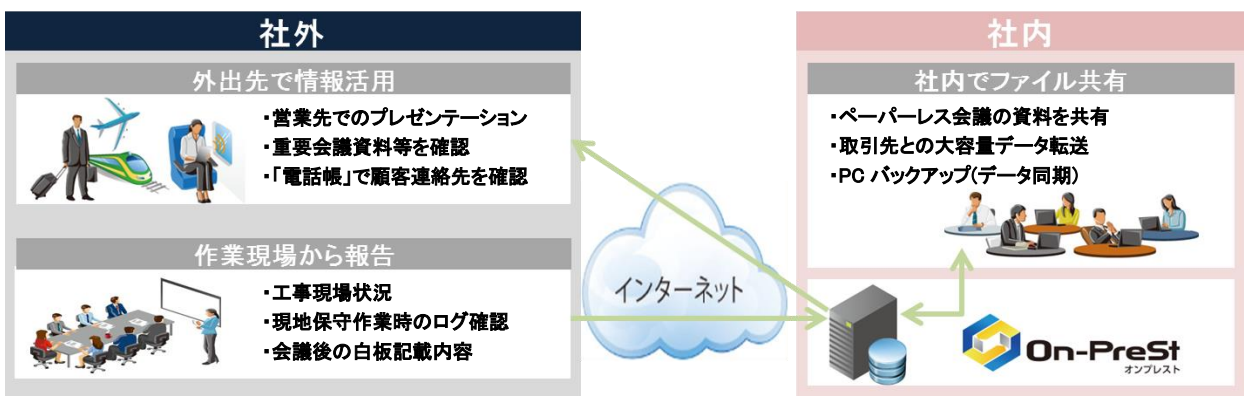 社外
外出先で情報活用
・営業先でのプレゼンテーション
・重要会議資料等を確認
・「電話帳」で顧客連絡先を確認
作業現場から報告
・工事現場状況
・現地保守作業時のログ確認
・会議後の白板記載内容
インターネット
社内
社内でファイル共有
・ペーパーレス会議の資料を共有
・取引先との大容量データ転送
・PC バックアップ(データ同期)
On-PreSt
オンプレスト